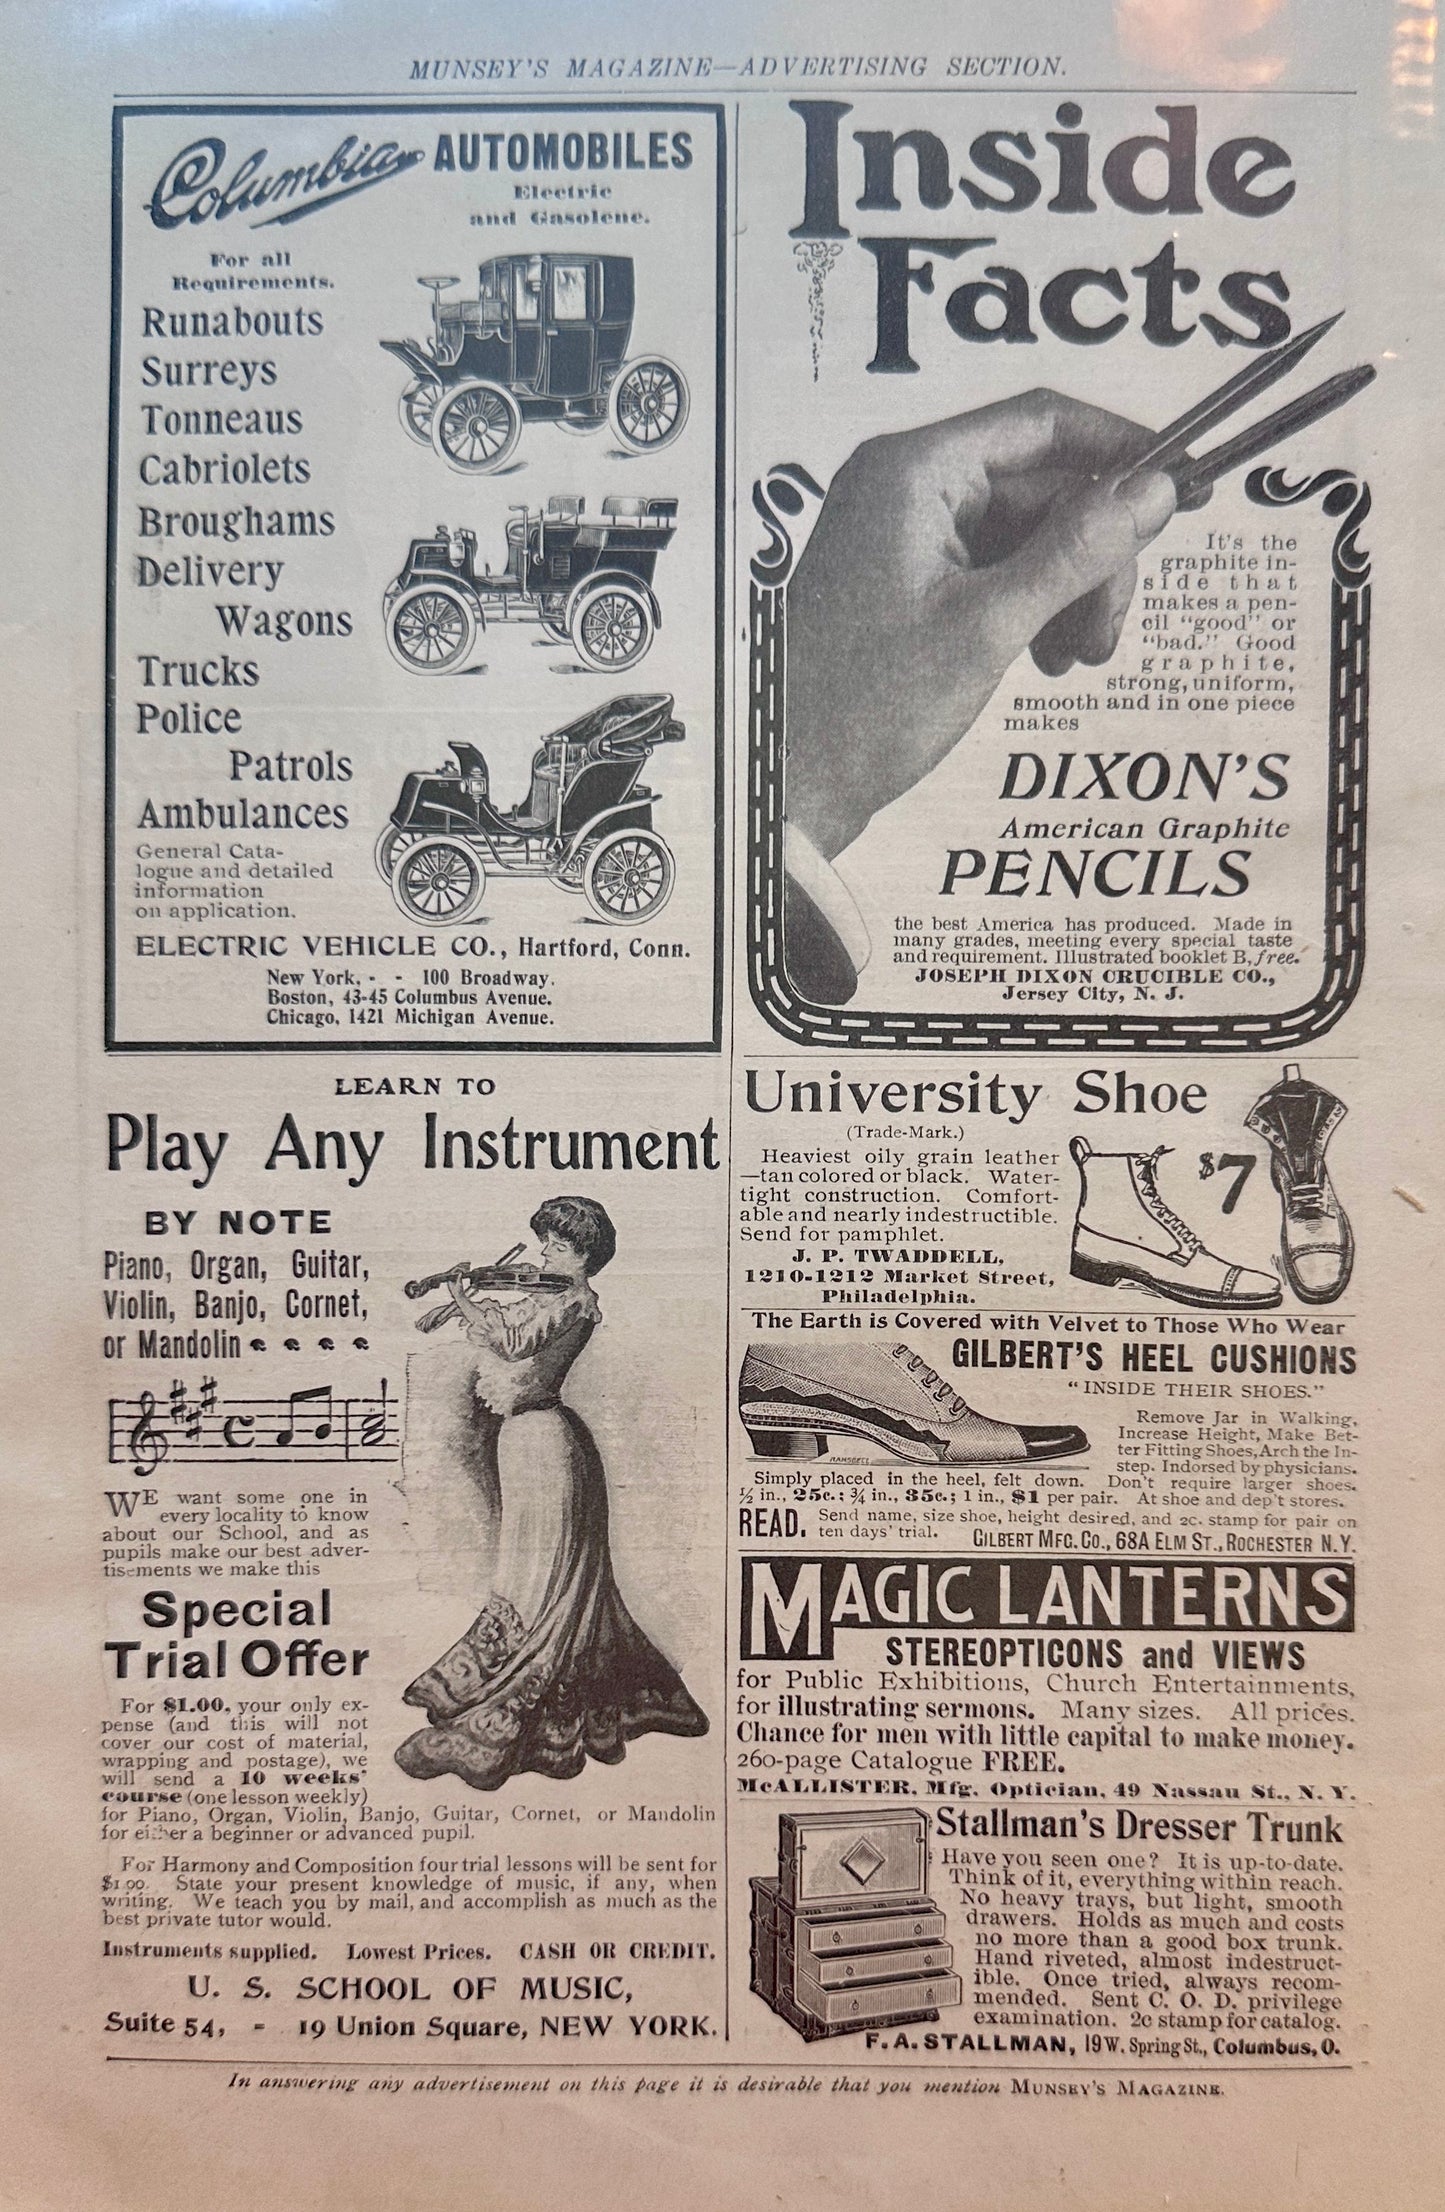 MUNSEY'S MAGAZINE—ADVERTISING SECTION.
Columbia AUTOMOBILES
Electric
and Gasolene.
For all
Requirements.
Runabouts
Surreys
Tonneaus
Cabriolets
Broughams
Delivery
Wagons
Trucks
Police
Patrols
Ambulances
General Cata-
logue and detailed
information
on application.
ELECTRIC VEHICLE CO., Hartford, Conn.
New York, - - 100 Broadway.
Boston, 43-45 Columbus Avenue.
Chicago, 1421 Michigan Avenue.
Inside
Facts
It's the
graphite in-
side that
makes a pen-
cil "good" or
"bad." Good
graphite,
strong, uniform,
smooth and in one piece
makes
DIXON'S
American Graphite
PENCILS
the best America has produced. Made in
many grades, meeting every special taste
and requirement. Illustrated booklet B, free.
JOSEPH DIXON CRUCIBLE CO.,
Jersey City, N. J.
LEARN TO
Play Any Instrument
BY NOTE
Piano, Organ, Guitar,
Violin, Banjo, Cornet,
or Mandolin
WE want some one in
every locality to know
about our School, and as
pupils make our best adver-
tisements we make this
Special
Trial Offer
For $1.00, your only ex-
pense (and this will not
cover our cost of material,
wrapping and postage), we
will send a 10 weeks'
course (one lesson weekly)
for Piano, Organ, Violin, Banjo, Guitar, Cornet, or Mandolin
for either a beginner or advanced pupil.
For Harmony and Composition four trial lessons will be sent for
$1.00. State your present knowledge of music, if any, when
writing. We teach you by mail, and accomplish as much as the
best private tutor would.
Instruments supplied. Lowest Prices. CASH OR CREDIT.
U. S. SCHOOL OF MUSIC,
Suite 54, - 19 Union Square, NEW YORK.
University Shoe
(Trade-Mark.)
Heaviest oily grain leather
—tan colored or black. Water-
tight construction. Comfort-
able and nearly indestructible.
Send for pamphlet.
$7
J. P. TWADDELL,
1210-1212 Market Street,
Philadelphia.
The Earth is Covered with Velvet to Those Who Wear
GILBERT'S HEEL CUSHIONS
"INSIDE THEIR SHOES."
Remove Jar in Walking,
Increase Height, Make Bet-
ter Fitting Shoes, Arch the In-
step. Indorsed by physicians.
Simply placed in the heel, felt down. Don't require larger shoes.
½ in., 25c.; ¾ in., 35c.; 1 in., $1 per pair. At shoe and dep't stores.
READ. Send name, size shoe, height desired, and 2c. stamp for pair on
ten days' trial. GILBERT MFG. CO., 68A ELM ST., ROCHESTER N.Y.
MAGIC LANTERNS
STEREOPTICONS and VIEWS
for Public Exhibitions, Church Entertainments,
for illustrating sermons. Many sizes. All prices.
Chance for men with little capital to make money.
260-page Catalogue FREE.
McALLISTER, Mfg. Optician, 49 Nassau St., N. Y.
Stallman's Dresser Trunk
Have you seen one? It is up-to-date.
Think of it, everything within reach.
No heavy trays, but light, smooth
drawers. Holds as much and costs
no more than a good box trunk.
Hand riveted, almost indestruct-
ible. Once tried, always recom-
mended. Sent C. O. D. privilege
examination. 2c stamp for catalog.
F. A. STALLMAN, 19 W. Spring St., Columbus, O.
In answering any advertisement on this page it is desirable that you mention MUNSEY'S MAGAZINE.